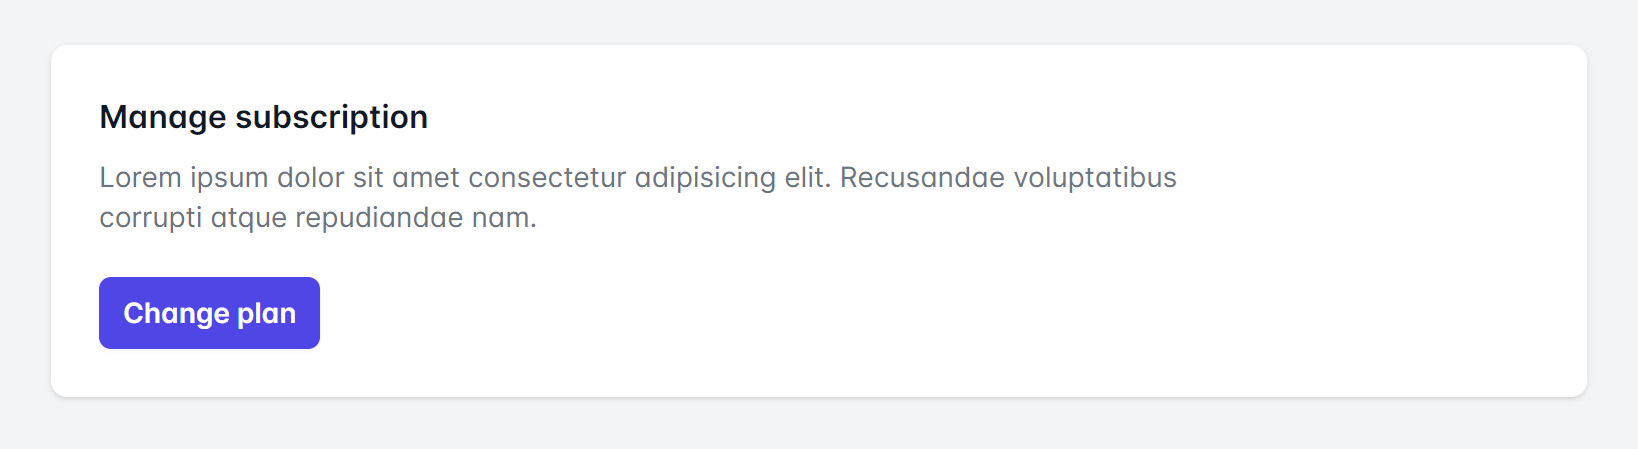 Manage subscription
Lorem ipsum dolor sit amet consectetur adipisicing elit. Recusandae voluptatibus
corrupti atque repudiandae nam.
Change plan